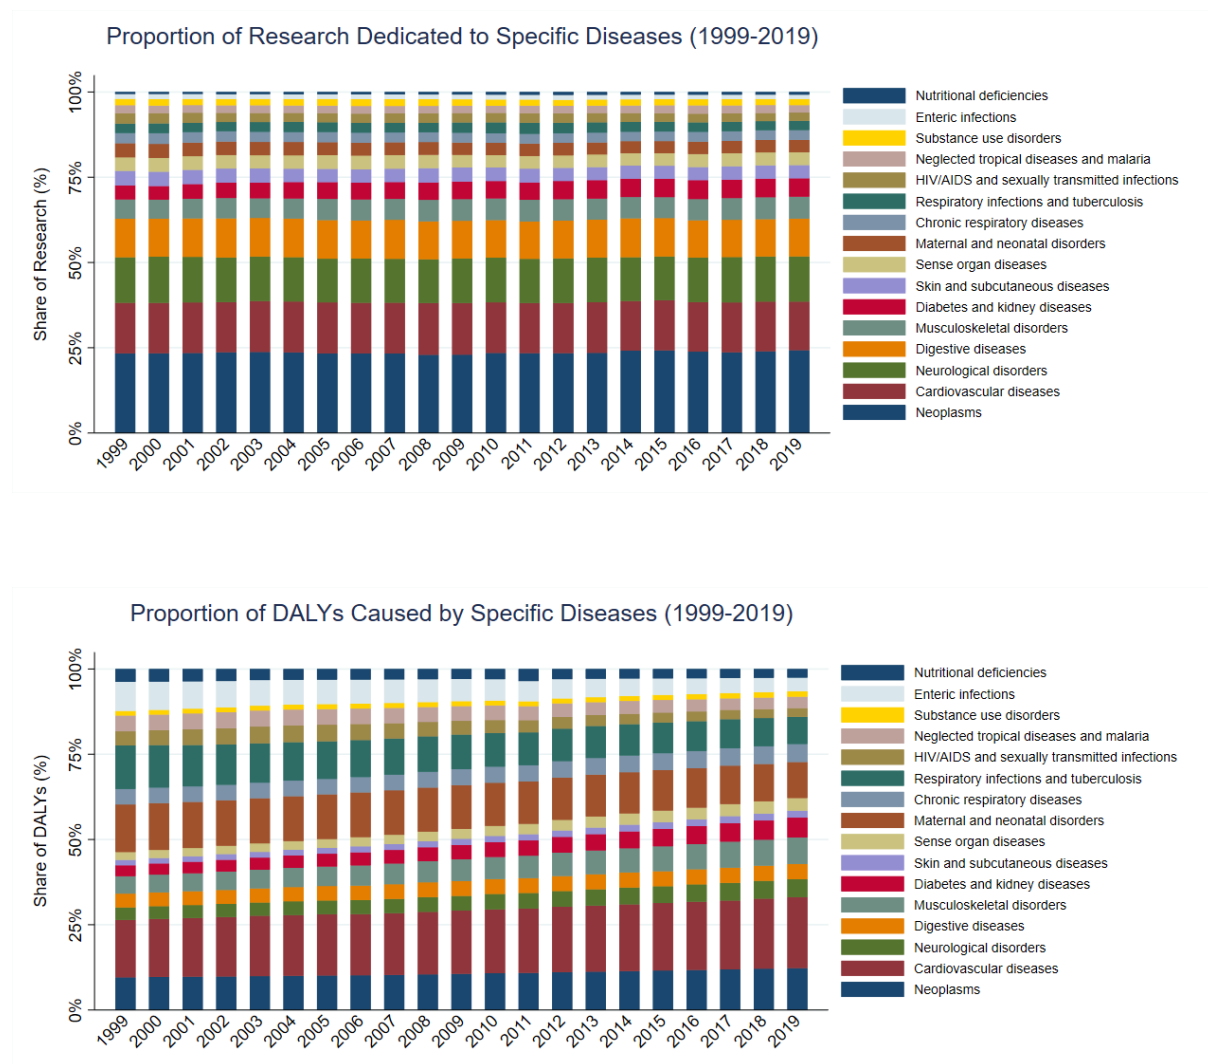 Proportion of Research Dedicated to Specific Diseases (1999-2019)
Share of Research (%)
100%
75%
50%
25%
0%
1999 2000 2001 2002 2003 2004 2005 2006 2007 2008 2009 2010 2011 2012 2013 2014 2015 2016 2017 2018 2019
Nutritional deficiencies
Enteric infections
Substance use disorders
Neglected tropical diseases and malaria
HIV/AIDS and sexually transmitted infections
Respiratory infections and tuberculosis
Chronic respiratory diseases
Maternal and neonatal disorders
Sense organ diseases
Skin and subcutaneous diseases
Diabetes and kidney diseases
Musculoskeletal disorders
Digestive diseases
Neurological disorders
Cardiovascular diseases
Neoplasms
Proportion of DALYs Caused by Specific Diseases (1999-2019)
Share of DALYs (%)
100%
75%
50%
25%
0%
1999 2000 2001 2002 2003 2004 2005 2006 2007 2008 2009 2010 2011 2012 2013 2014 2015 2016 2017 2018 2019
Nutritional deficiencies
Enteric infections
Substance use disorders
Neglected tropical diseases and malaria
HIV/AIDS and sexually transmitted infections
Respiratory infections and tuberculosis
Chronic respiratory diseases
Maternal and neonatal disorders
Sense organ diseases
Skin and subcutaneous diseases
Diabetes and kidney diseases
Musculoskeletal disorders
Digestive diseases
Neurological disorders
Cardiovascular diseases
Neoplasms